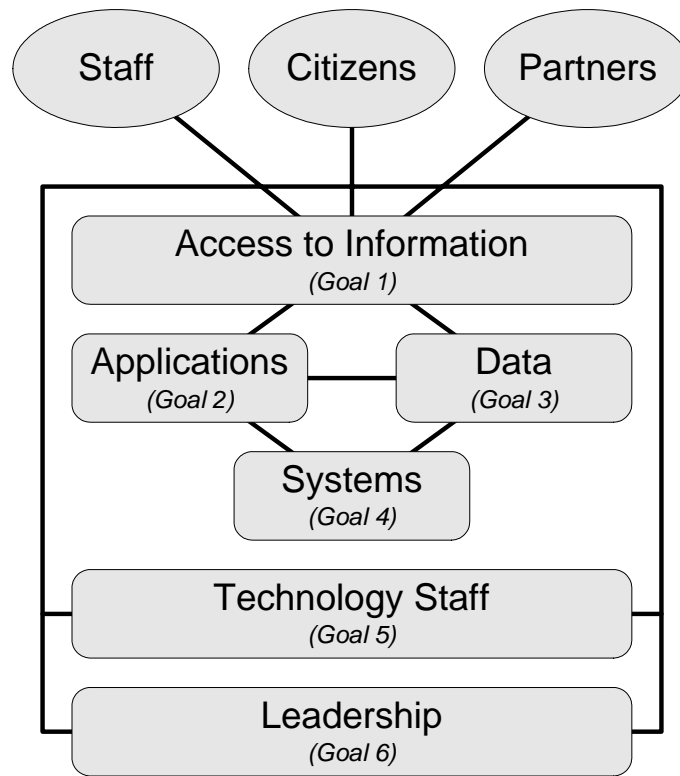 Staff
Citizens
Partners
Access to Information
(Goal 1)
Applications
(Goal 2)
Data
(Goal 3)
Systems
(Goal 4)
Technology Staff
(Goal 5)
Leadership
(Goal 6)